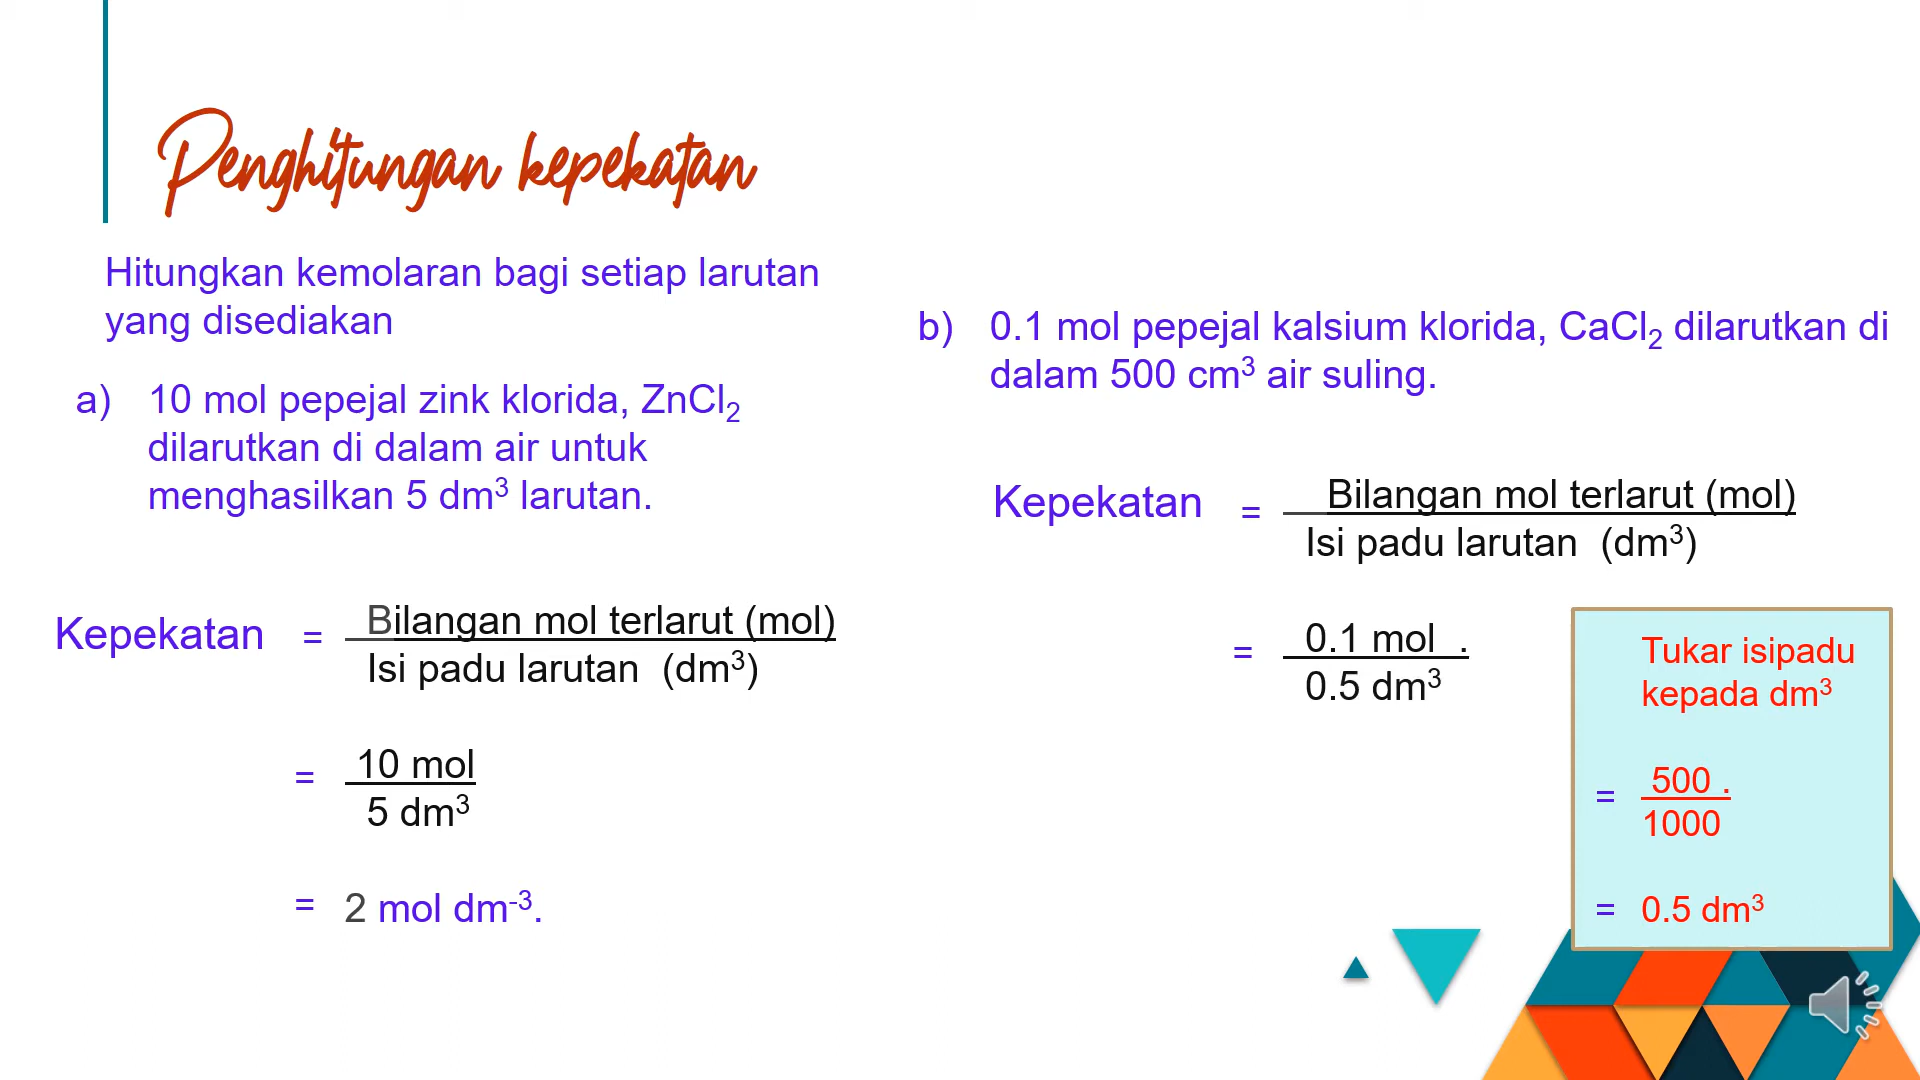 Penghitungan kepekatan
Hitungkan kemolaran bagi setiap larutan
yang disediakan
a) 10 mol pepejal zink klorida, ZnCl₂
dilarutkan di dalam air untuk
menghasilkan 5 dm³ larutan.
Kepekatan = Bilangan mol terlarut (mol)
Isi padu larutan (dm³)
= 10 mol
5 dm³
= 2 mol dm⁻³.
b) 0.1 mol pepejal kalsium klorida, CaCl₂ dilarutkan di
dalam 500 cm³ air suling.
Kepekatan = Bilangan mol terlarut (mol)
Isi padu larutan (dm³)
= 0.1 mol .
0.5 dm³
Tukar isipadu
kepada dm³
= 500 .
1000
= 0.5 dm³